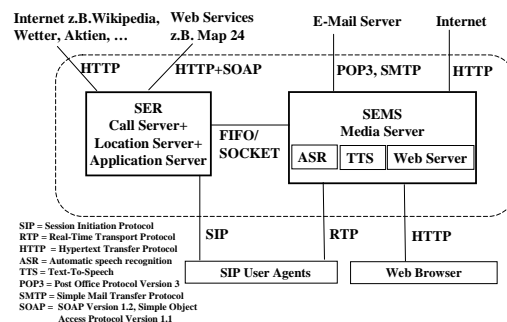 Internet z.B.Wikipedia,
Wetter, Aktien, …
Web Services
z.B. Map 24
E-Mail Server
Internet
HTTP
HTTP+SOAP
POP3, SMTP
HTTP
SER
Call Server+
Location Server+
Application Server
FIFO/
SOCKET
SEMS
Media Server
ASR
TTS
Web Server
SIP
RTP
HTTP
SIP User Agents
Web Browser
SIP = Session Initiation Protocol
RTP = Real-Time Transport Protocol
HTTP = Hypertext Transfer Protocol
ASR = Automatic speech recognition
TTS = Text-To-Speech
POP3 = Post Office Protocol Version 3
SMTP = Simple Mail Transfer Protocol
SOAP = SOAP Version 1.2, Simple Object
Access Protocol Version 1.1